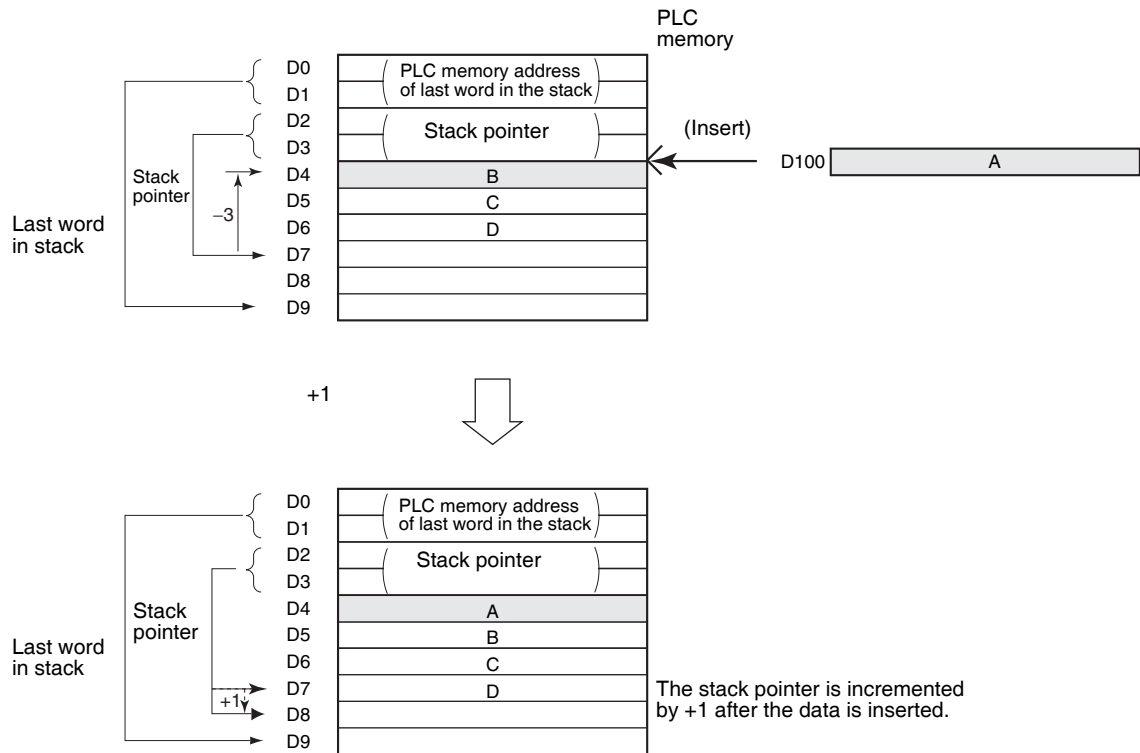 PLC
memory
D0
PLC memory address
of last word in the stack
D1
D2
Stack pointer
D3
(Insert)
D100
A
D4
B
Stack
pointer
D5
C
–3
D6
D
Last word
in stack
D7
D8
D9
+1
D0
PLC memory address
of last word in the stack
D1
D2
Stack pointer
D3
D4
A
Stack
pointer
D5
B
Last word
in stack
D6
C
D7
D
The stack pointer is incremented
by +1 after the data is inserted.
+1
D8
D9